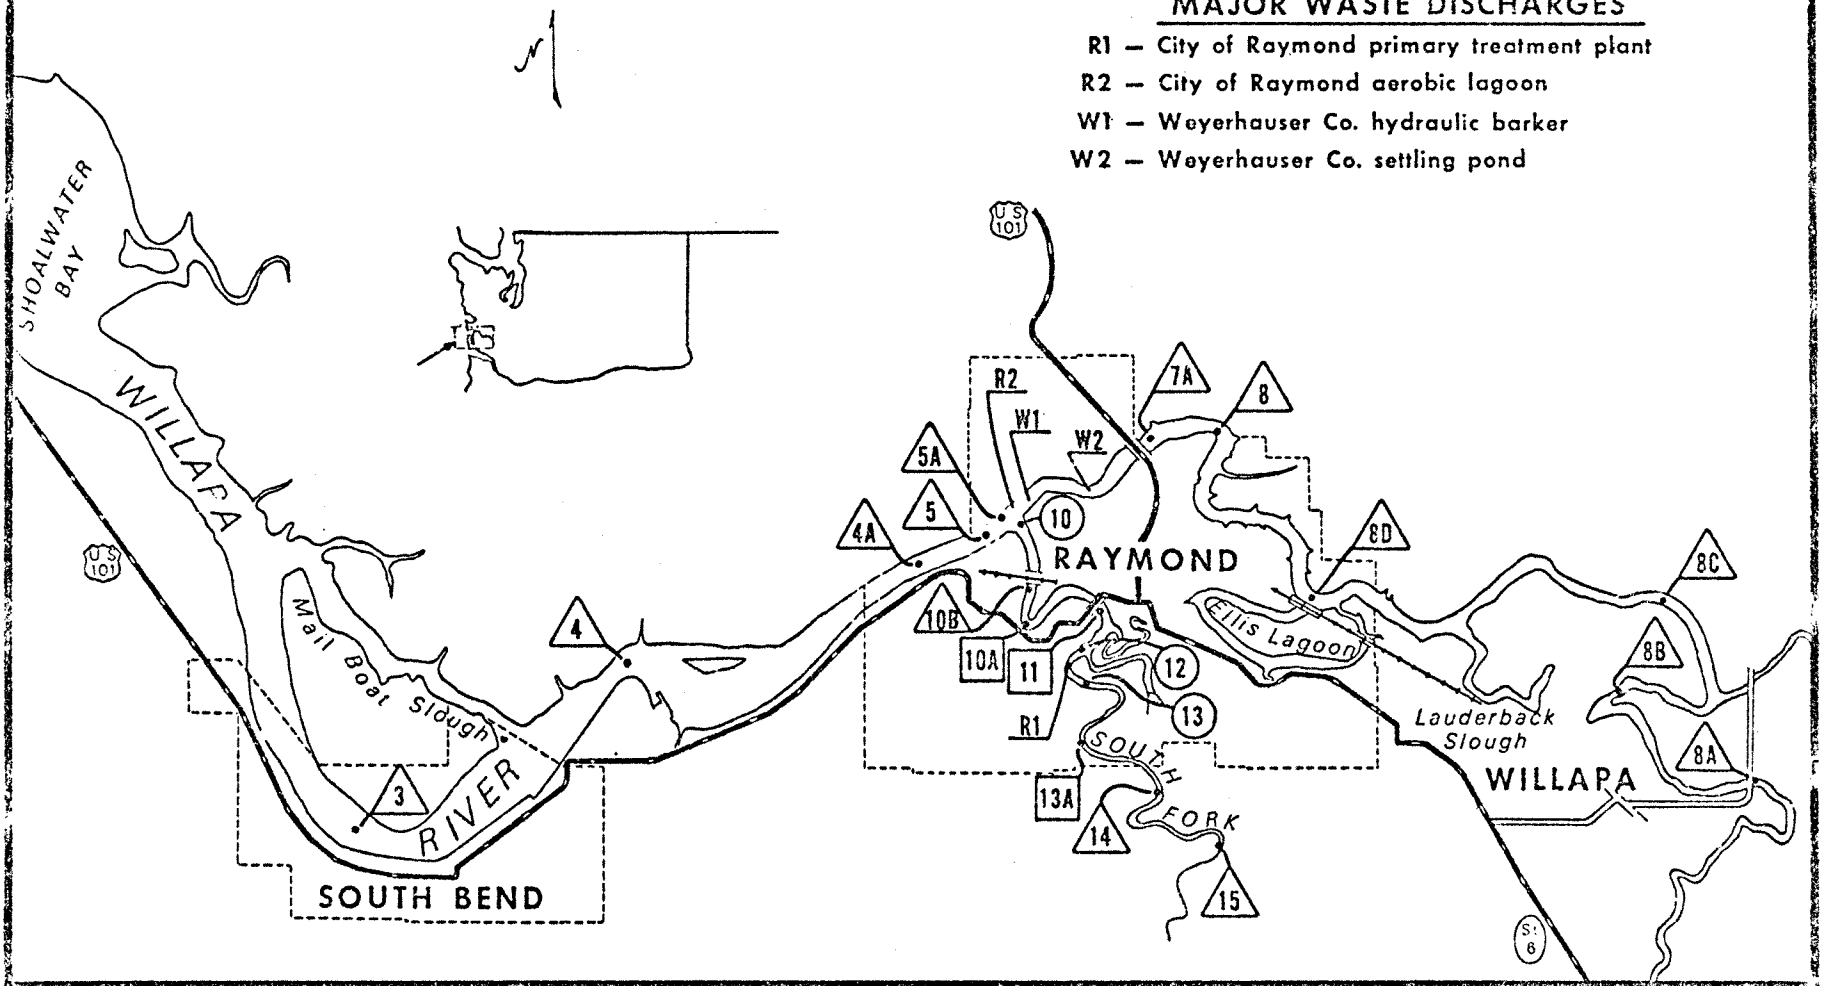 MAJOR WASTE DISCHARGES
R1 — City of Raymond primary treatment plant
R2 — City of Raymond aerobic lagoon
W1 — Weyerhauser Co. hydraulic barker
W2 — Weyerhauser Co. settling pond
N
SHOALWATER
BAY
US
101
WILLAPA
R2
W1
W2
7A
8
5A
5
4A
10
RAYMOND
8D
8C
US
101
Mail Boat Slough
4
10B
10A
11
12
13
Ellis Lagoon
8B
R1
SOUTH
FORK
Lauderback
Slough
8A
WILLAPA
3
RIVER
13A
14
15
SOUTH BEND
6